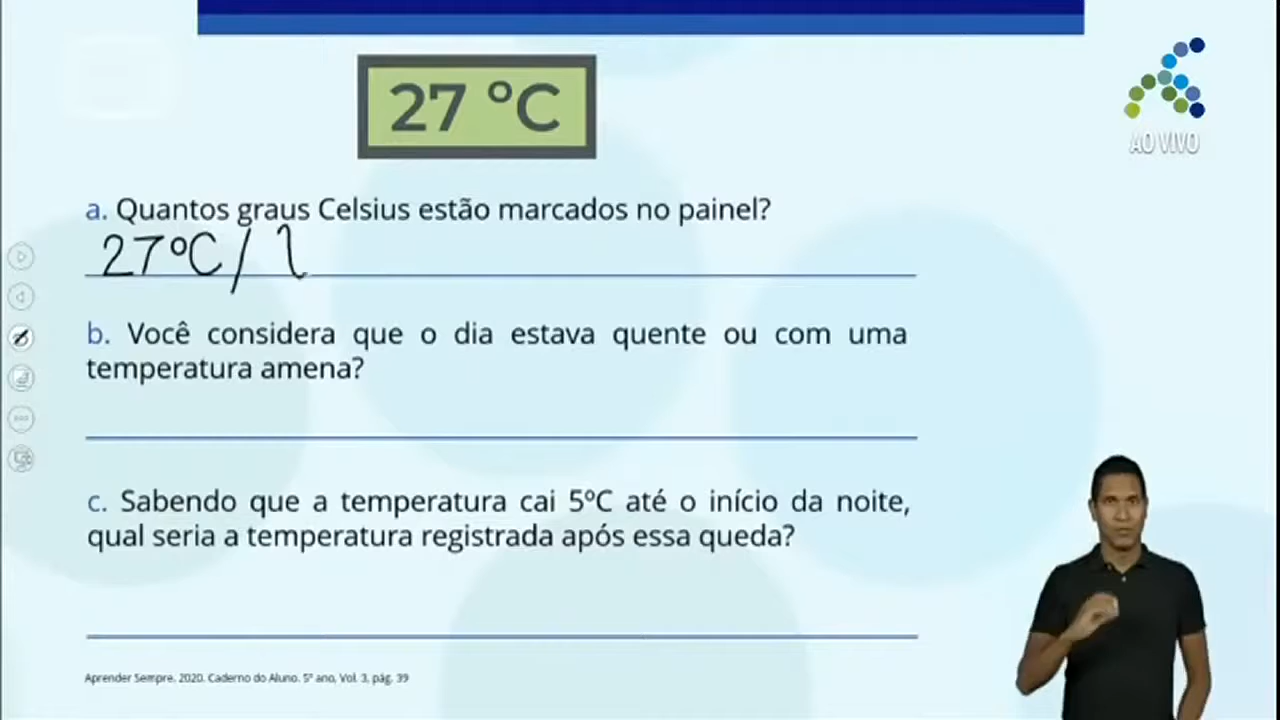 27 ºC
AO VIVO
a. Quantos graus Celsius estão marcados no painel?
27ºC / 2
b. Você considera que o dia estava quente ou com uma
temperatura amena?
c. Sabendo que a temperatura cai 5ºC até o início da noite,
qual seria a temperatura registrada após essa queda?
Aprender Sempre. 2020. Caderno do Aluno. 5º ano, Vol. 3, pág. 39